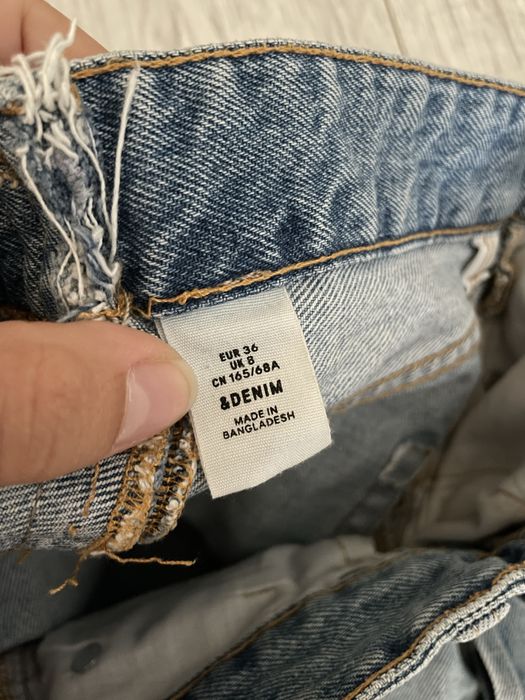 EUR 36
UK 8
CN 165/68A
&DENIM
MADE IN
BANGLADESH